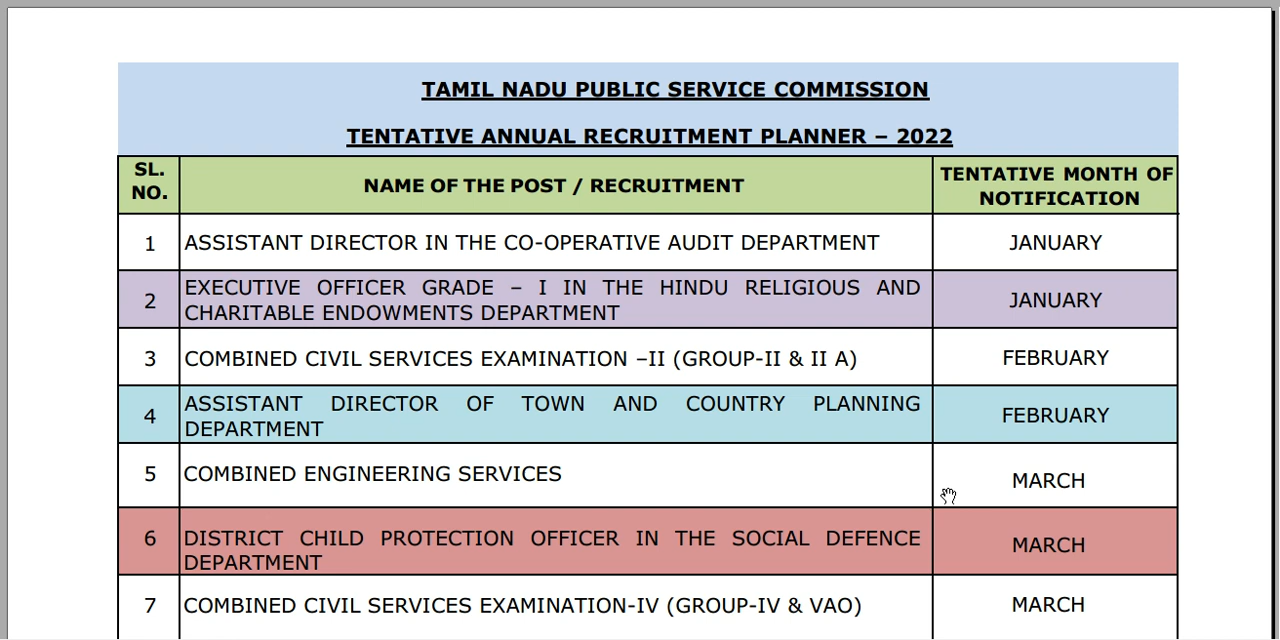 TAMIL NADU PUBLIC SERVICE COMMISSION
TENTATIVE ANNUAL RECRUITMENT PLANNER – 2022
SL.
NO.
NAME OF THE POST / RECRUITMENT
TENTATIVE MONTH OF
NOTIFICATION
1
ASSISTANT DIRECTOR IN THE CO-OPERATIVE AUDIT DEPARTMENT
JANUARY
2
EXECUTIVE OFFICER GRADE – I IN THE HINDU RELIGIOUS AND
CHARITABLE ENDOWMENTS DEPARTMENT
JANUARY
3
COMBINED CIVIL SERVICES EXAMINATION –II (GROUP-II & II A)
FEBRUARY
4
ASSISTANT DIRECTOR OF TOWN AND COUNTRY PLANNING
DEPARTMENT
FEBRUARY
5
COMBINED ENGINEERING SERVICES
MARCH
6
DISTRICT CHILD PROTECTION OFFICER IN THE SOCIAL DEFENCE
DEPARTMENT
MARCH
7
COMBINED CIVIL SERVICES EXAMINATION-IV (GROUP-IV & VAO)
MARCH